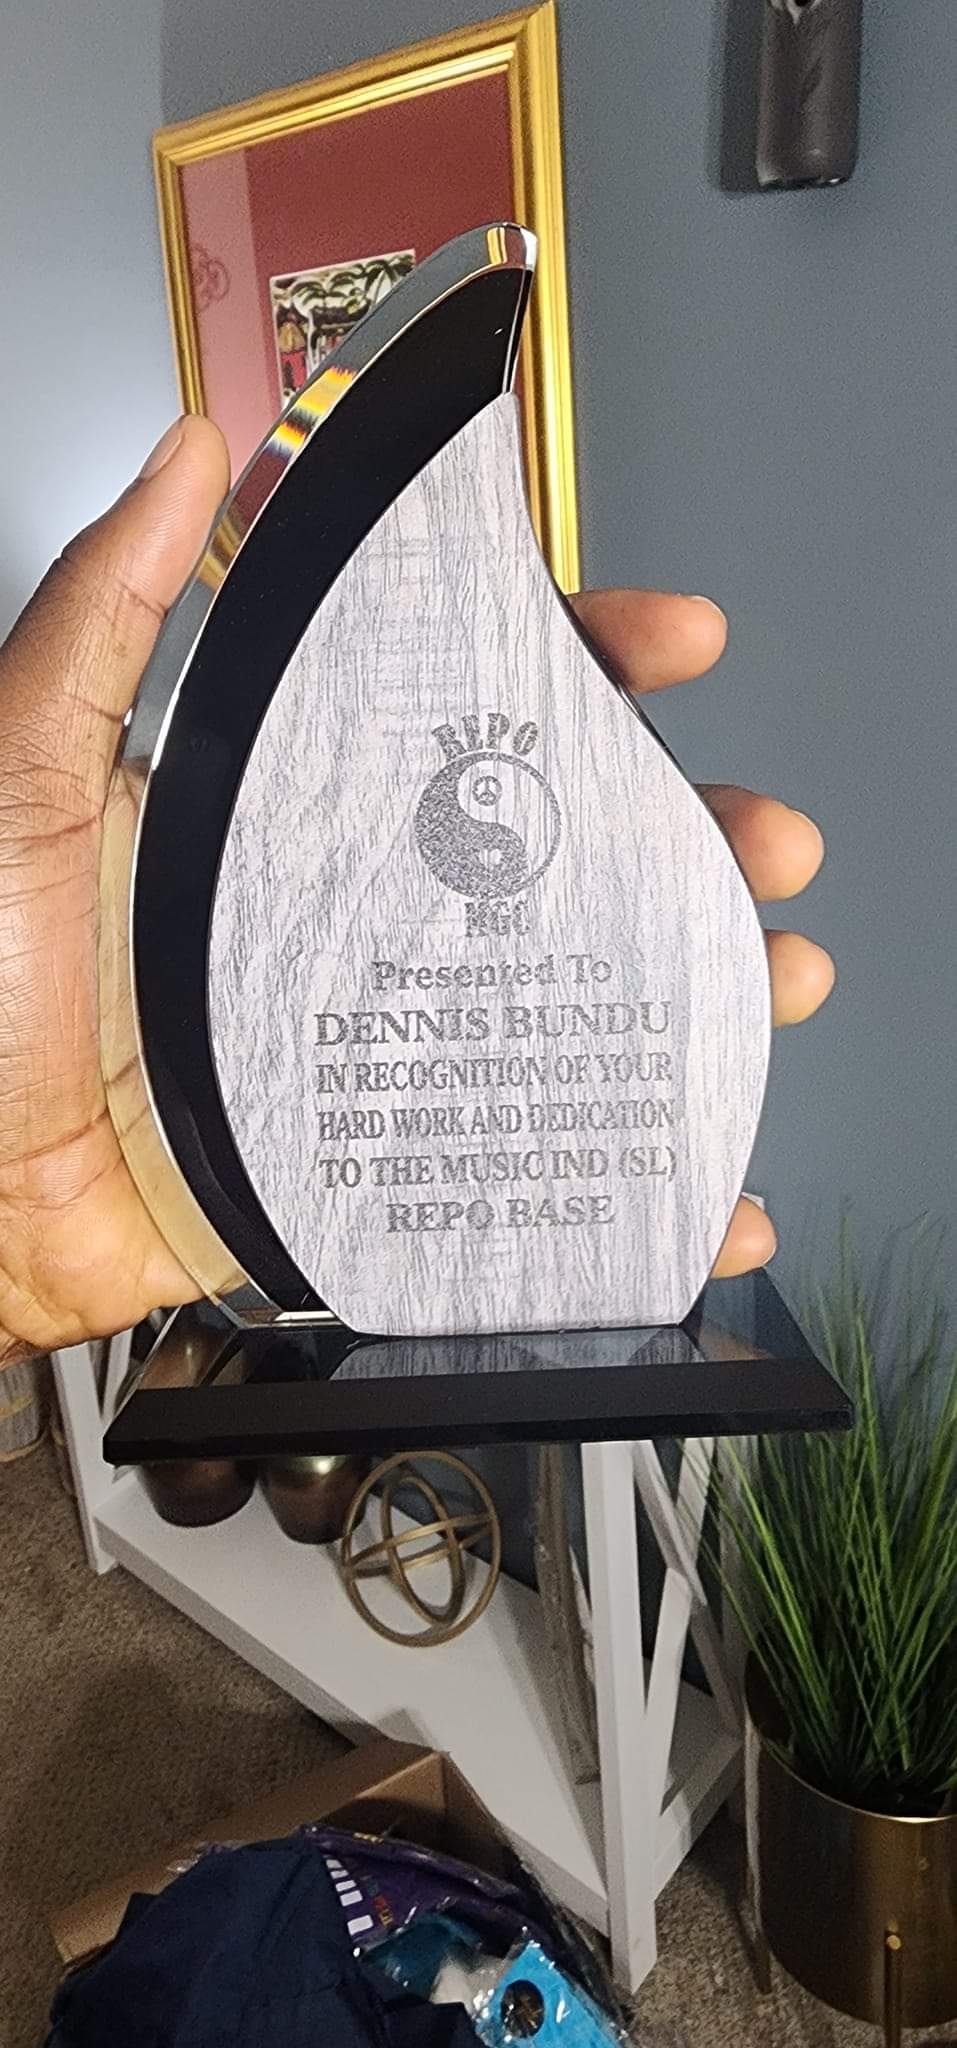 REPO
MGC
Presented To
DENNIS BUNDU
IN RECOGNITION OF YOUR
HARD WORK AND DEDICATION
TO THE MUSIC IND (SL)
REPO BASE